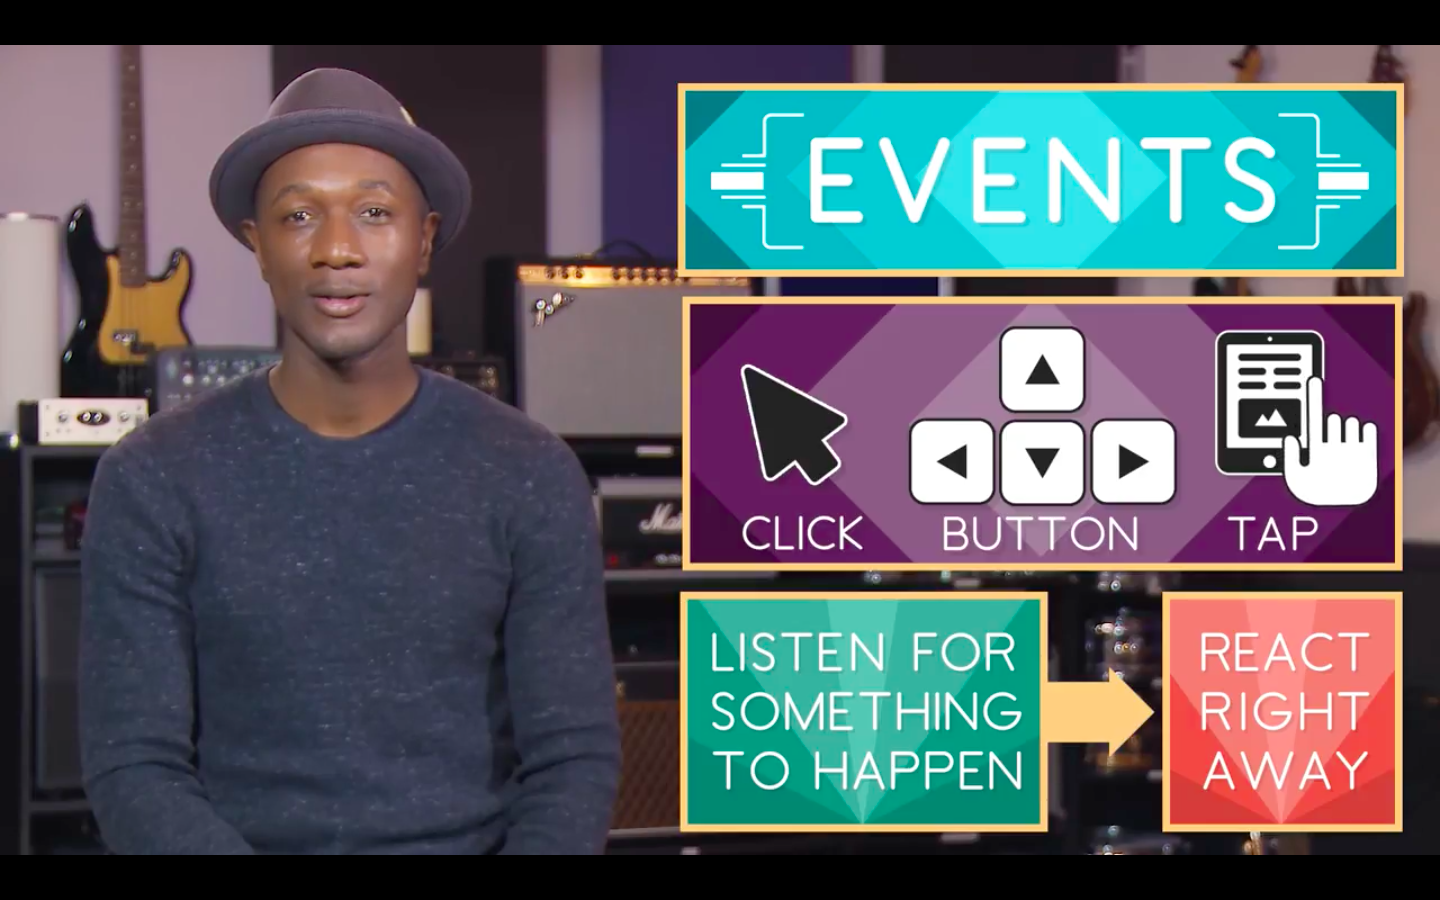 EVENTS
CLICK BUTTON TAP
LISTEN FOR
SOMETHING
TO HAPPEN
REACT
RIGHT
AWAY